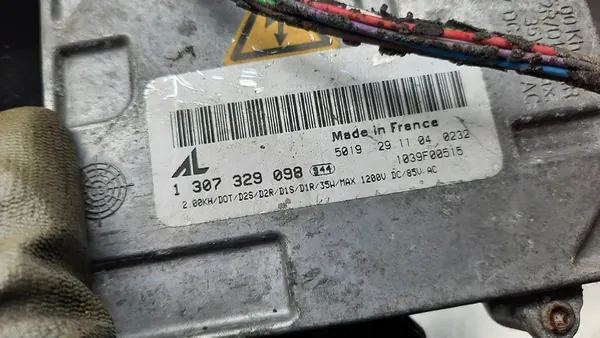 Made in France
5019 29 11 04 0232
1039F00515
AL
1 307 329 098 944
2.00KH/DOT/D2S/D2R/D1S/D1R/35W/MAX 1200V DC/85V AC